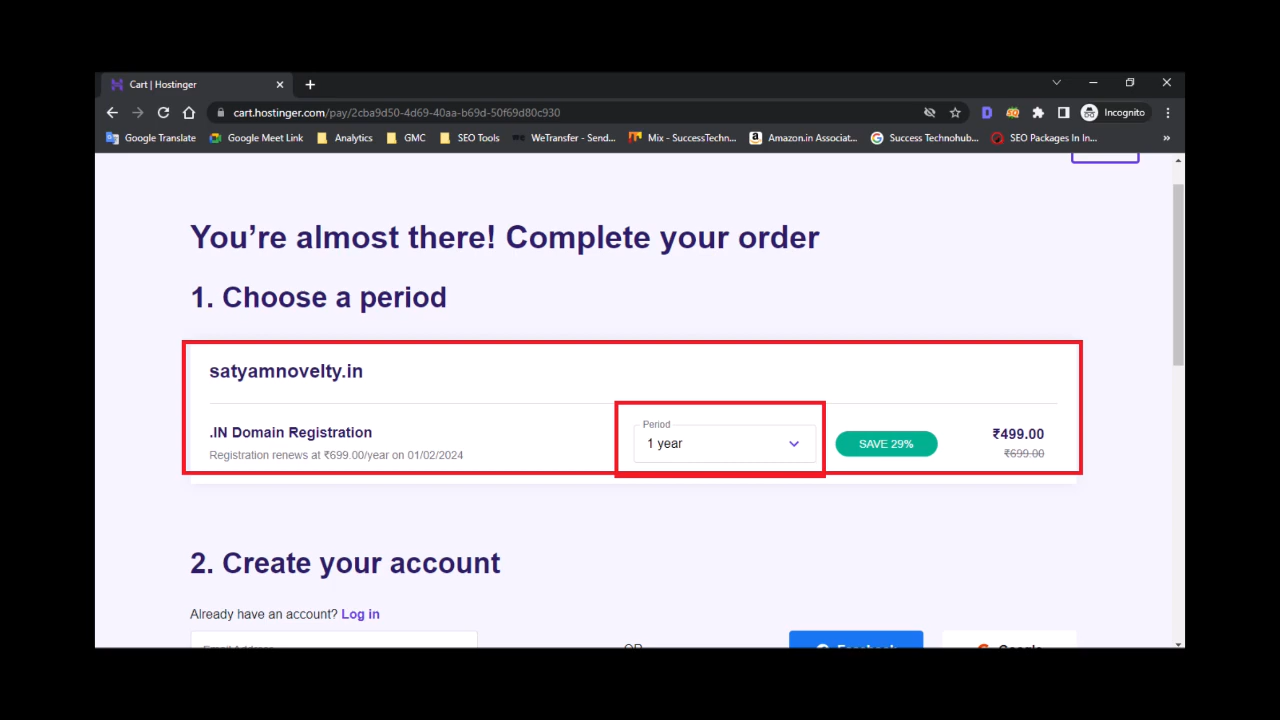 Cart | Hostinger
cart.hostinger.com/pay/2cba9d50-4d69-40aa-b69d-50f69d80c930
Incognito
Google Translate Google Meet Link Analytics GMC SEO Tools WeTransfer - Send... Mix - SuccessTechn... Amazon.in Associat... Success Technohub... SEO Packages In In... »
You’re almost there! Complete your order
1. Choose a period
satyamnovelty.in
Period
.IN Domain Registration
1 year
SAVE 29%
₹499.00
Registration renews at ₹699.00/year on 01/02/2024
₹699.00
2. Create your account
Already have an account? Log in
Email Address
OR
Facebook
Google